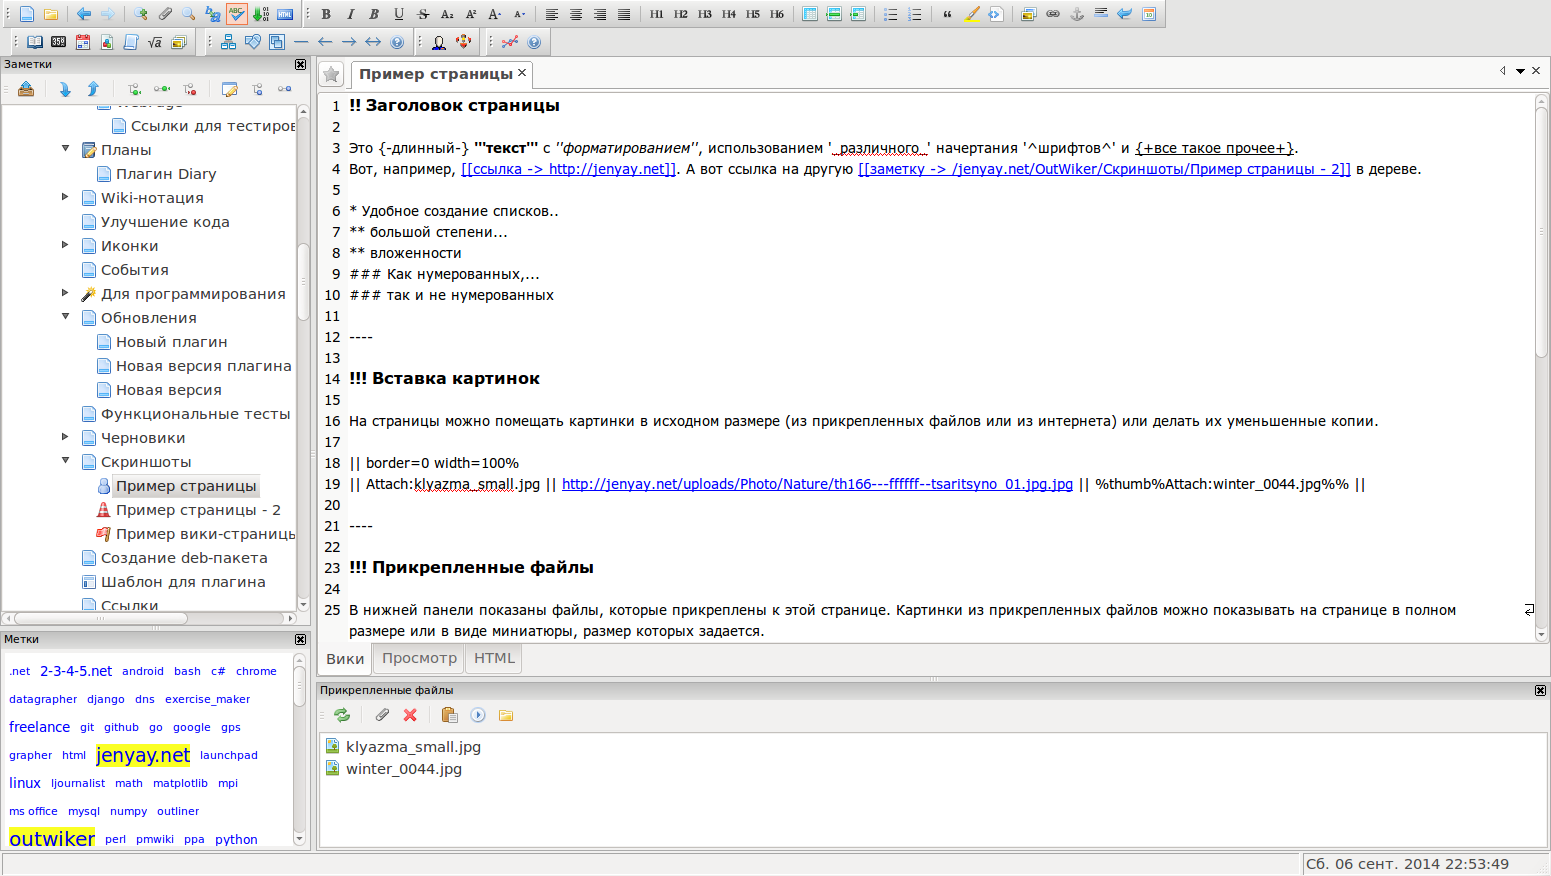 B I B U S A₂ A² A A H1 H2 H3 H4 H5 H6
Заметки
Ссылки для тестиров
Планы
Плагин Diary
Wiki-нотация
Улучшение кода
Иконки
События
Для программирования
Обновления
Новый плагин
Новая версия плагина
Новая версия
Функциональные тесты
Черновики
Скриншоты
Пример страницы
Пример страницы - 2
Пример вики-страниць
Создание deb-пакета
Шаблон для плагина
Ссылки
Метки
.net 2-3-4-5.net android bash c# chrome
datagrapher django dns exercise_maker
freelance git github go google gps
grapher html jenyay.net launchpad
linux ljournalist math matplotlib mpi
ms office mysql numpy outliner
outwiker perl pmwiki ppa python
Пример страницы
1 !! Заголовок страницы
2
3 Это {-длинный-} '''текст''' с ''форматированием'', использованием '_различного_' начертания '^шрифтов^' и {+все такое прочее+}.
4 Вот, например, [[ссылка -> http://jenyay.net]]. А вот ссылка на другую [[заметку -> /jenyay.net/OutWiker/Скриншоты/Пример страницы - 2]] в дереве.
5
6 * Удобное создание списков..
7 ** большой степени...
8 ** вложенности
9 ### Как нумерованных,...
10 ### так и не нумерованных
11
12 ----
13
14 !!! Вставка картинок
15
16 На страницы можно помещать картинки в исходном размере (из прикрепленных файлов или из интернета) или делать их уменьшенные копии.
17
18 || border=0 width=100%
19 || Attach:klyazma_small.jpg || http://jenyay.net/uploads/Photo/Nature/th166---ffffff--tsaritsyno_01.jpg.jpg || %thumb%Attach:winter_0044.jpg%% ||
20
21 ----
22
23 !!! Прикрепленные файлы
24
25 В нижней панели показаны файлы, которые прикреплены к этой странице. Картинки из прикрепленных файлов можно показывать на странице в полном
размере или в виде миниатюры, размер которых задается.
Вики Просмотр HTML
Прикрепленные файлы
klyazma_small.jpg
winter_0044.jpg
Сб. 06 сент. 2014 22:53:49